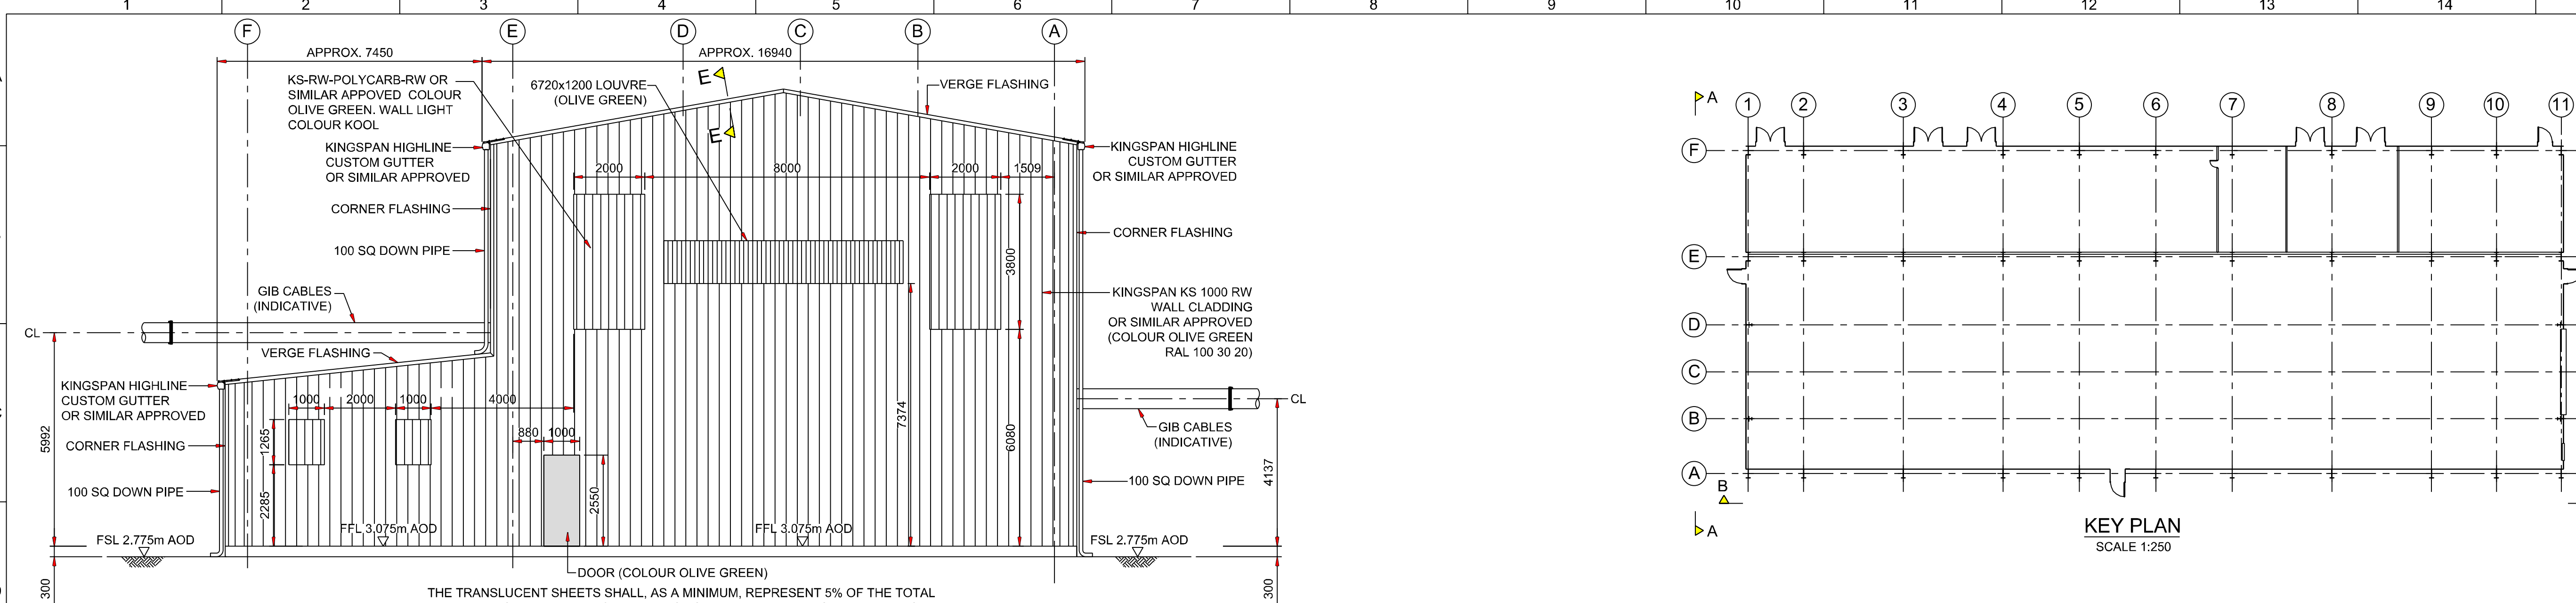 1 2 3 4 5 6 7 8 9 10 11 12 13 14
F E D C B A
APPROX. 7450
APPROX. 16940
KS-RW-POLYCARB-RW OR
SIMILAR APPOVED COLOUR
OLIVE GREEN. WALL LIGHT
COLOUR KOOL
6720x1200 LOUVRE
(OLIVE GREEN)
E
E
VERGE FLASHING
KINGSPAN HIGHLINE
CUSTOM GUTTER
OR SIMILAR APPROVED
KINGSPAN HIGHLINE
CUSTOM GUTTER
OR SIMILAR APPROVED
2000 8000 2000 1509
CORNER FLASHING
100 SQ DOWN PIPE
CORNER FLASHING
3800
GIB CABLES
(INDICATIVE)
KINGSPAN KS 1000 RW
WALL CLADDING
OR SIMILAR APPROVED
(COLOUR OLIVE GREEN
RAL 100 30 20)
CL
VERGE FLASHING
KINGSPAN HIGHLINE
CUSTOM GUTTER
OR SIMILAR APPROVED
1000 2000 1000 4000
CL
5992
1265
880 1000
7374
6080
GIB CABLES
(INDICATIVE)
CORNER FLASHING
4137
100 SQ DOWN PIPE
2285
2550
100 SQ DOWN PIPE
FFL 3.075m AOD
FFL 3.075m AOD
FSL 2.775m AOD
FSL 2.775m AOD
300
DOOR (COLOUR OLIVE GREEN)
300
THE TRANSLUCENT SHEETS SHALL, AS A MINIMUM, REPRESENT 5% OF THE TOTAL
A
1 2 3 4 5 6 7 8 9 10 11
F
E
D
C
B
A
B
A
KEY PLAN
SCALE 1:250